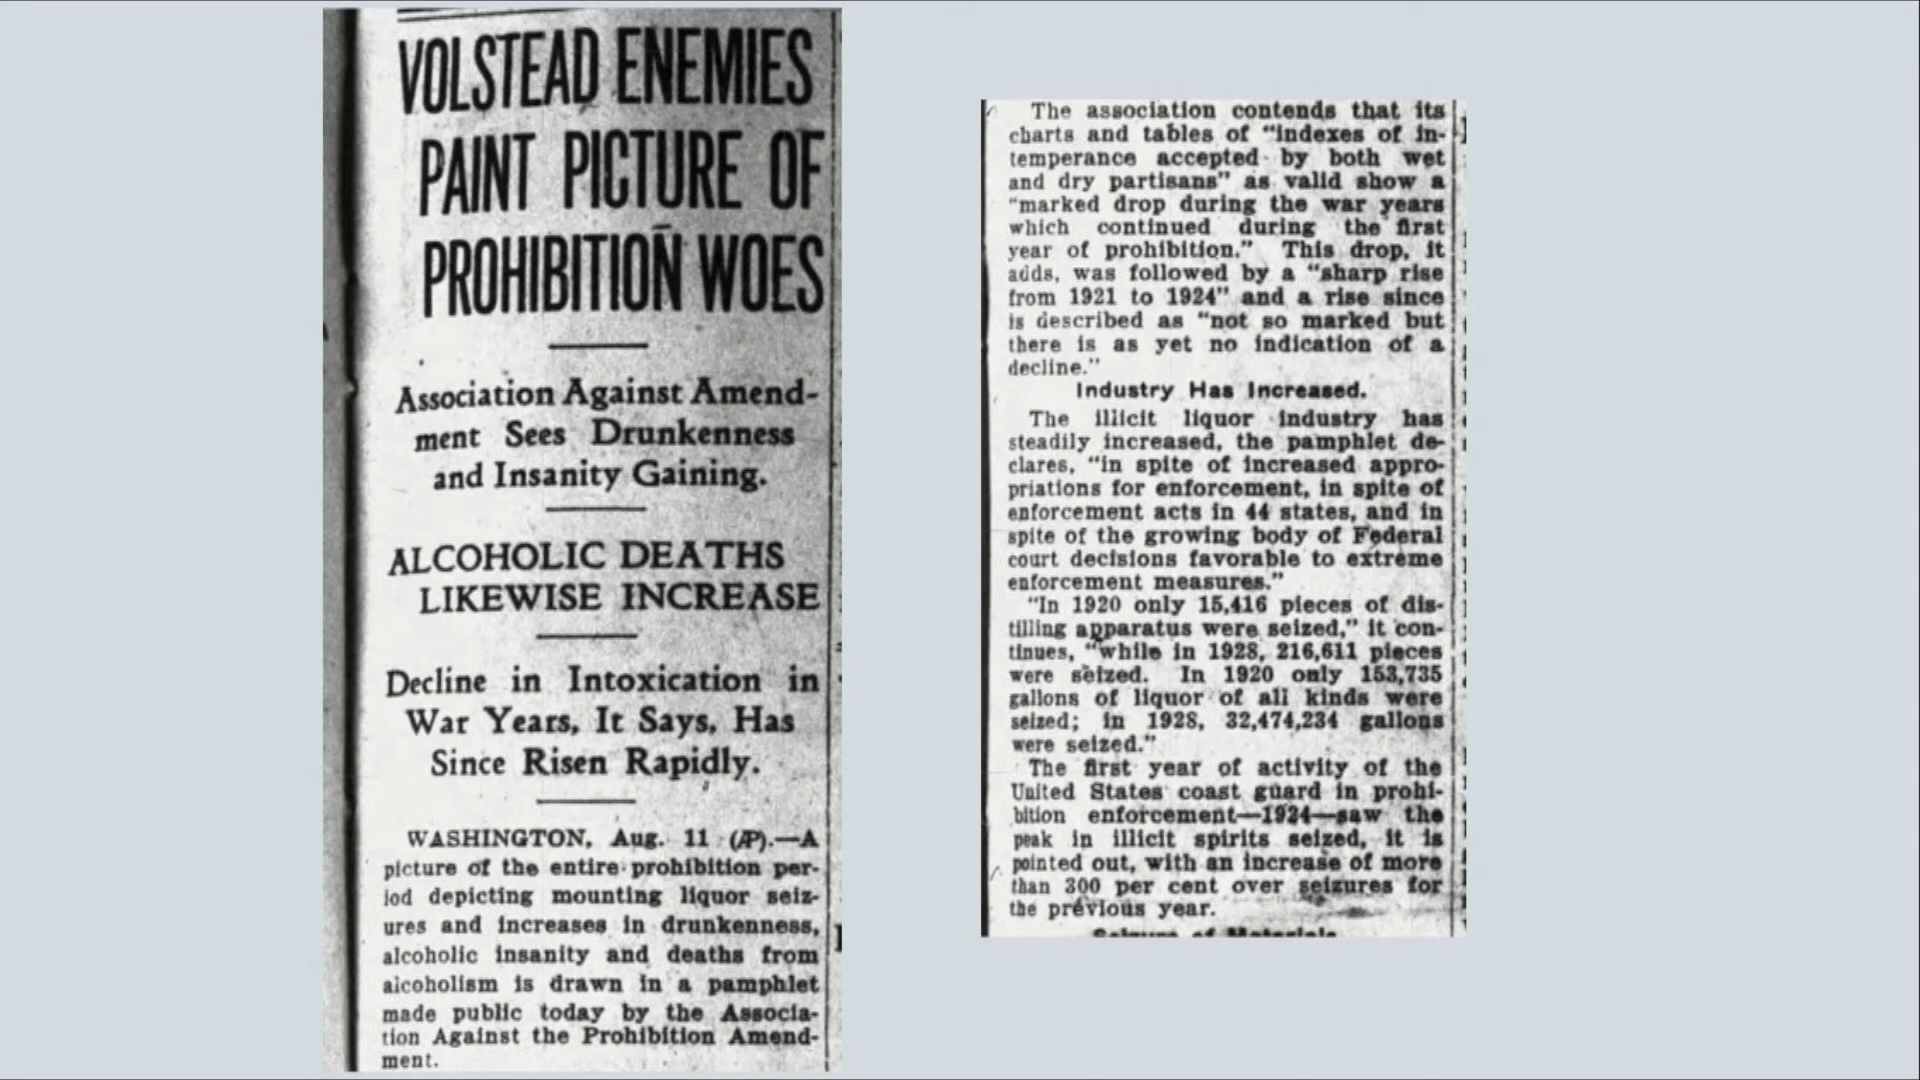 VOLSTEAD ENEMIES
PAINT PICTURE OF
PROHIBITION WOES
Association Against Amend-
ment Sees Drunkenness
and Insanity Gaining.
ALCOHOLIC DEATHS
LIKEWISE INCREASE
Decline in Intoxication in
War Years, It Says, Has
Since Risen Rapidly.
WASHINGTON, Aug. 11 (AP).—A
picture of the entire prohibition per-
iod depicting mounting liquor seiz-
ures and increases in drunkenness,
alcoholic insanity and deaths from
alcoholism is drawn in a pamphlet
made public today by the Associa-
tion Against the Prohibition Amend-
ment.
The association contends that its
charts and tables of "indexes of in-
temperance accepted by both wet
and dry partisans" as valid show a
"marked drop during the war years
which continued during the first
year of prohibition." This drop, it
adds, was followed by a "sharp rise
from 1921 to 1924" and a rise since
is described as "not so marked but
there is as yet no indication of a
decline."
Industry Has Increased.
The illicit liquor industry has
steadily increased, the pamphlet de-
clares, "in spite of increased appro-
priations for enforcement, in spite of
enforcement acts in 44 states, and in
spite of the growing body of Federal
court decisions favorable to extreme
enforcement measures."
"In 1920 only 15,416 pieces of dis-
tilling apparatus were seized," it con-
tinues, "while in 1928, 216,611 pieces
were seized. In 1920 only 153,735
gallons of liquor of all kinds were
seized; in 1928, 32,474,234 gallons
were seized."
The first year of activity of the
United States coast guard in prohi-
bition enforcement—1924—saw the
peak in illicit spirits seized, it is
pointed out, with an increase of more
than 300 per cent over seizures for
the previous year.
Seizure of Materials